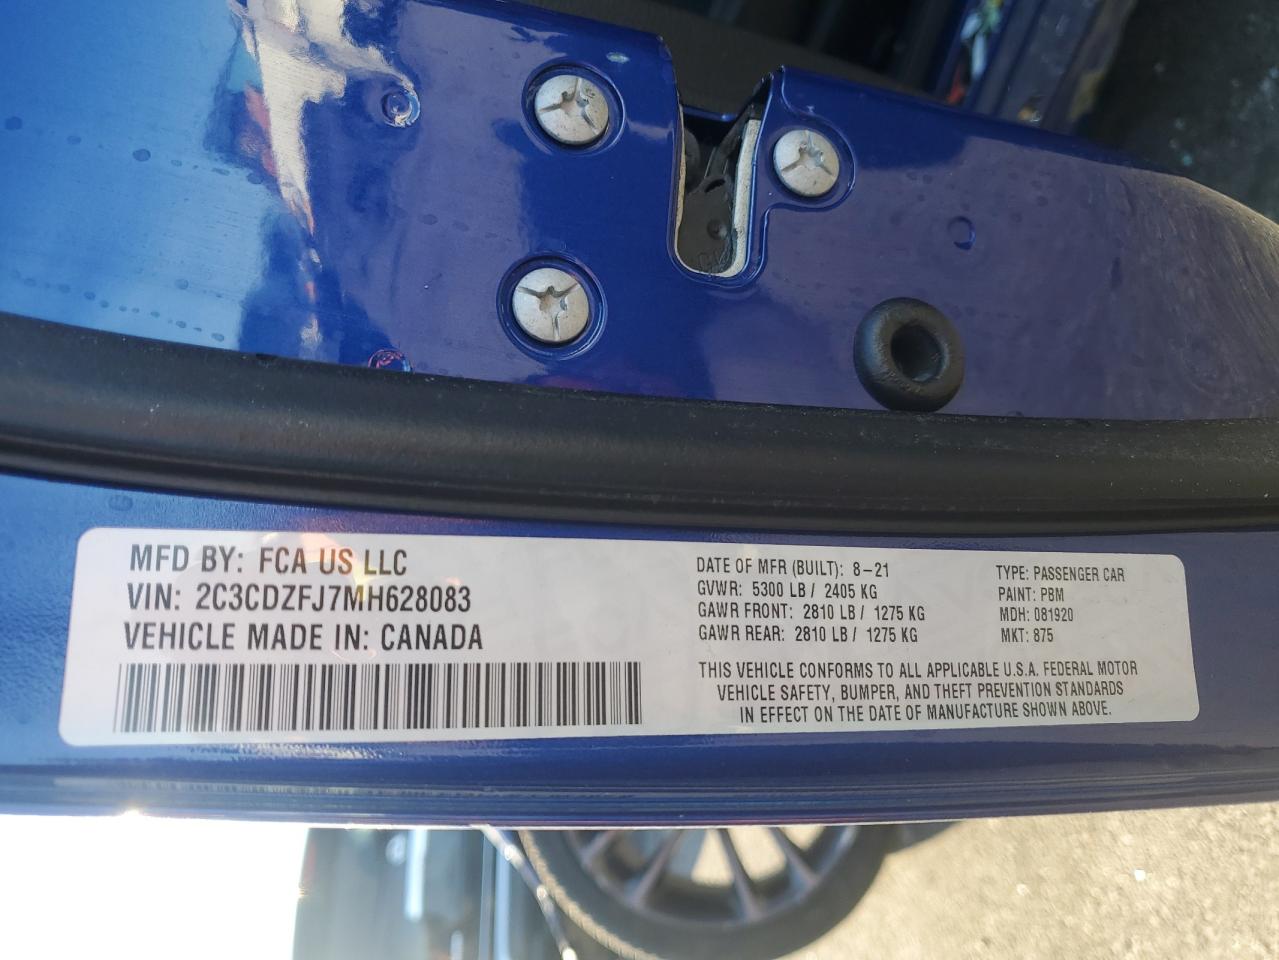 MFD BY: FCA US LLC
VIN: 2C3CDZFJ7MH628083
VEHICLE MADE IN: CANADA
DATE OF MFR (BUILT): 8-21
GVWR: 5300 LB / 2405 KG
GAWR FRONT: 2810 LB / 1275 KG
GAWR REAR: 2810 LB / 1275 KG
TYPE: PASSENGER CAR
PAINT: PBM
MDH: 081920
MKT: 875
THIS VEHICLE CONFORMS TO ALL APPLICABLE U.S.A. FEDERAL MOTOR
VEHICLE SAFETY, BUMPER, AND THEFT PREVENTION STANDARDS
IN EFFECT ON THE DATE OF MANUFACTURE SHOWN ABOVE.